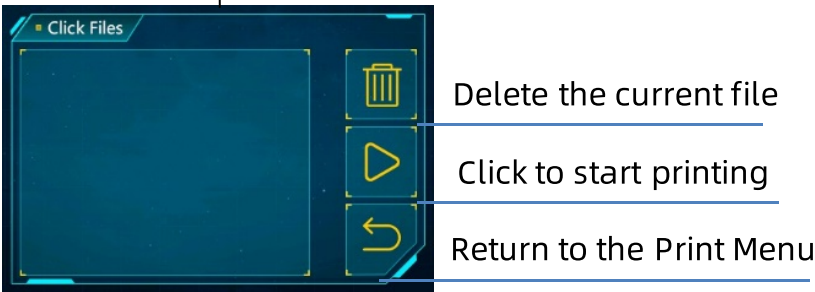 Click Files
Delete the current file
Click to start printing
Return to the Print Menu